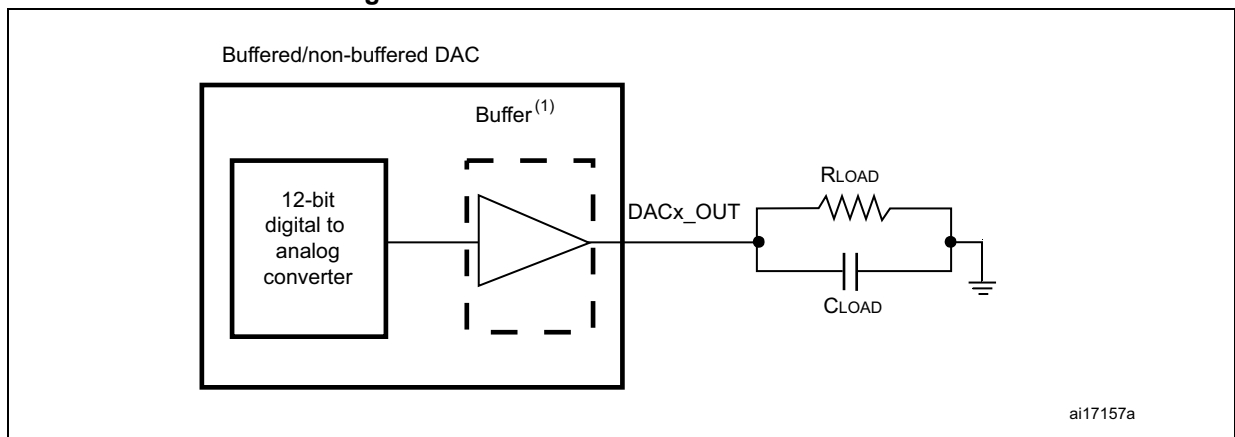 Buffered/non-buffered DAC
Buffer(1)
12-bit
digital to
analog
converter
DACx_OUT
RLOAD
CLOAD
ai17157a